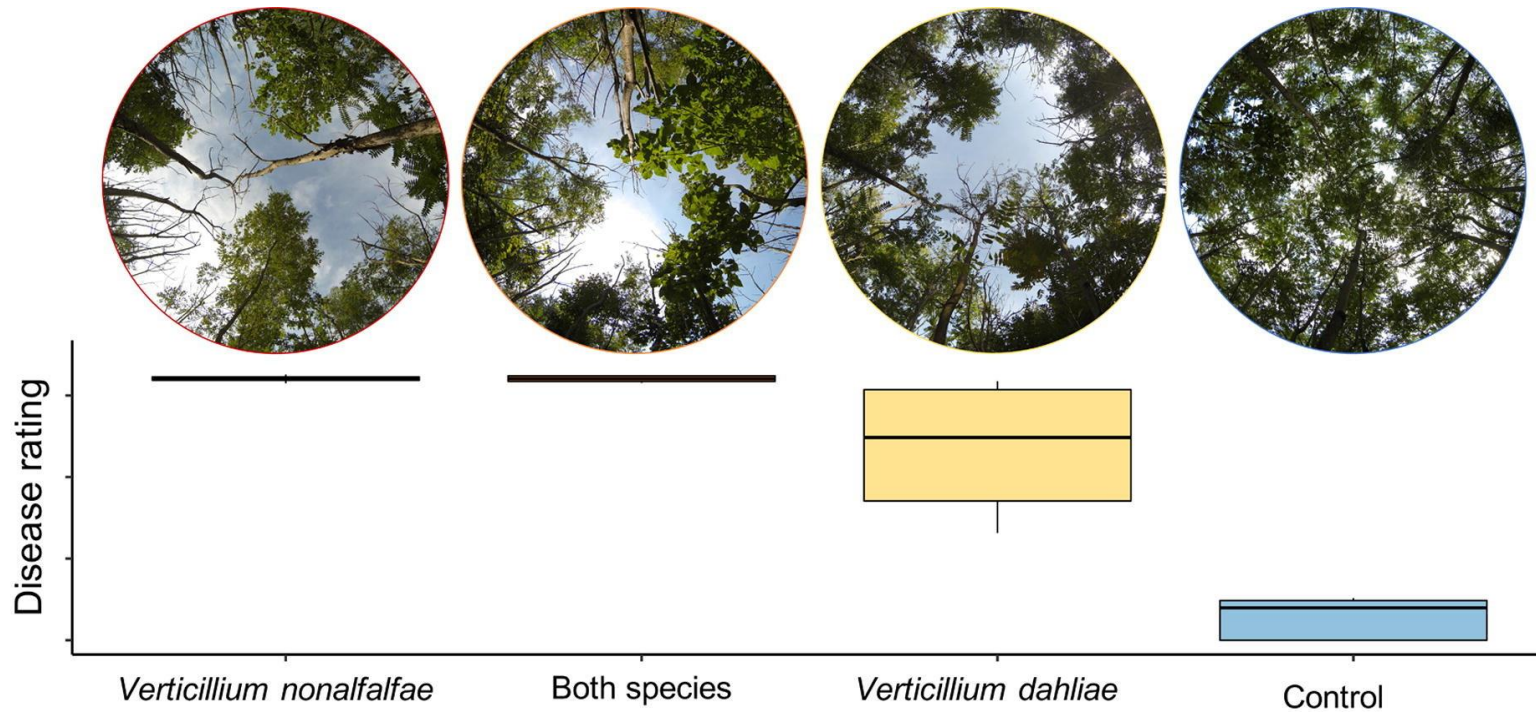 Disease rating
Verticillium nonalfalfae
Both species
Verticillium dahliae
Control